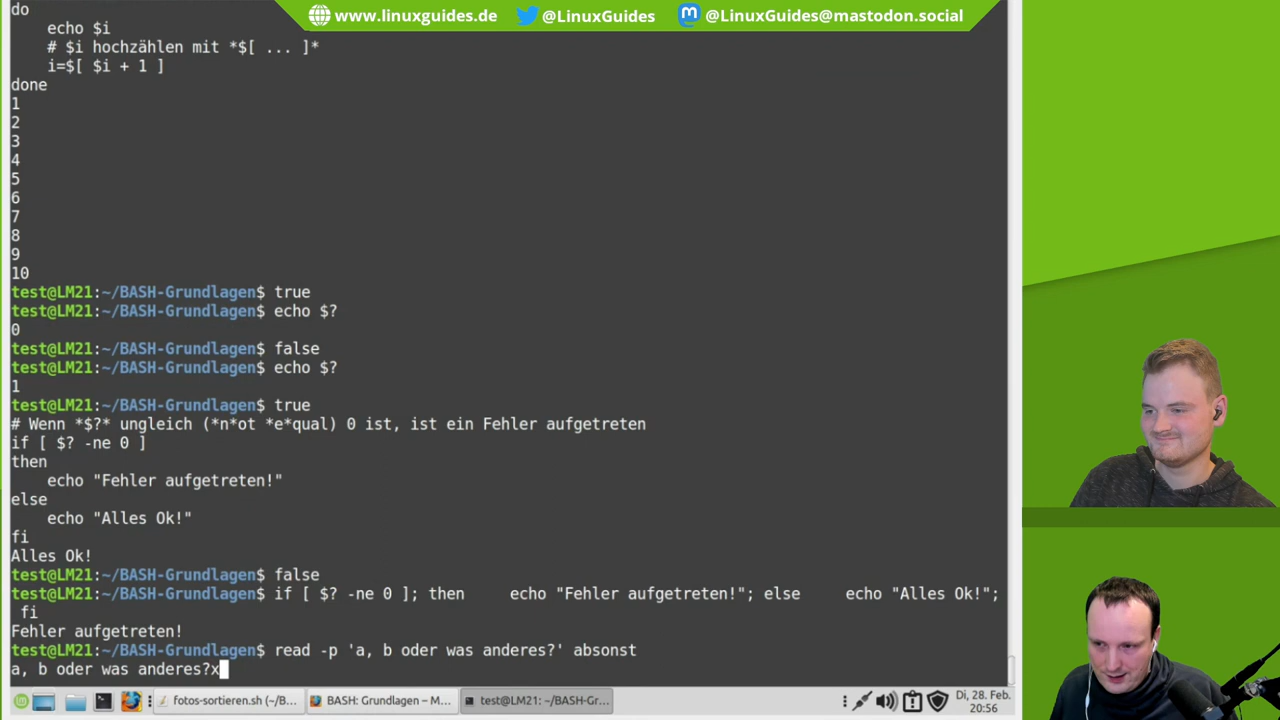 www.linuxguides.de @LinuxGuides @LinuxGuides@mastodon.social
do
echo $i
# $i hochzählen mit *$[ ... ]*
i=$[ $i + 1 ]
done
1
2
3
4
5
6
7
8
9
10
test@LM21:~/BASH-Grundlagen$ true
test@LM21:~/BASH-Grundlagen$ echo $?
0
test@LM21:~/BASH-Grundlagen$ false
test@LM21:~/BASH-Grundlagen$ echo $?
1
test@LM21:~/BASH-Grundlagen$ true
# Wenn *$?* ungleich (*n*ot *e*qual) 0 ist, ist ein Fehler aufgetreten
if [ $? -ne 0 ]
then
echo "Fehler aufgetreten!"
else
echo "Alles Ok!"
fi
Alles Ok!
test@LM21:~/BASH-Grundlagen$ false
test@LM21:~/BASH-Grundlagen$ if [ $? -ne 0 ]; then echo "Fehler aufgetreten!"; else echo "Alles Ok!";
fi
Fehler aufgetreten!
test@LM21:~/BASH-Grundlagen$ read -p 'a, b oder was anderes?' absonst
a, b oder was anderes?x
fotos-sortieren.sh (~/B... BASH: Grundlagen – M... test@LM21: ~/BASH-Gr... Di, 28. Feb.
20:56